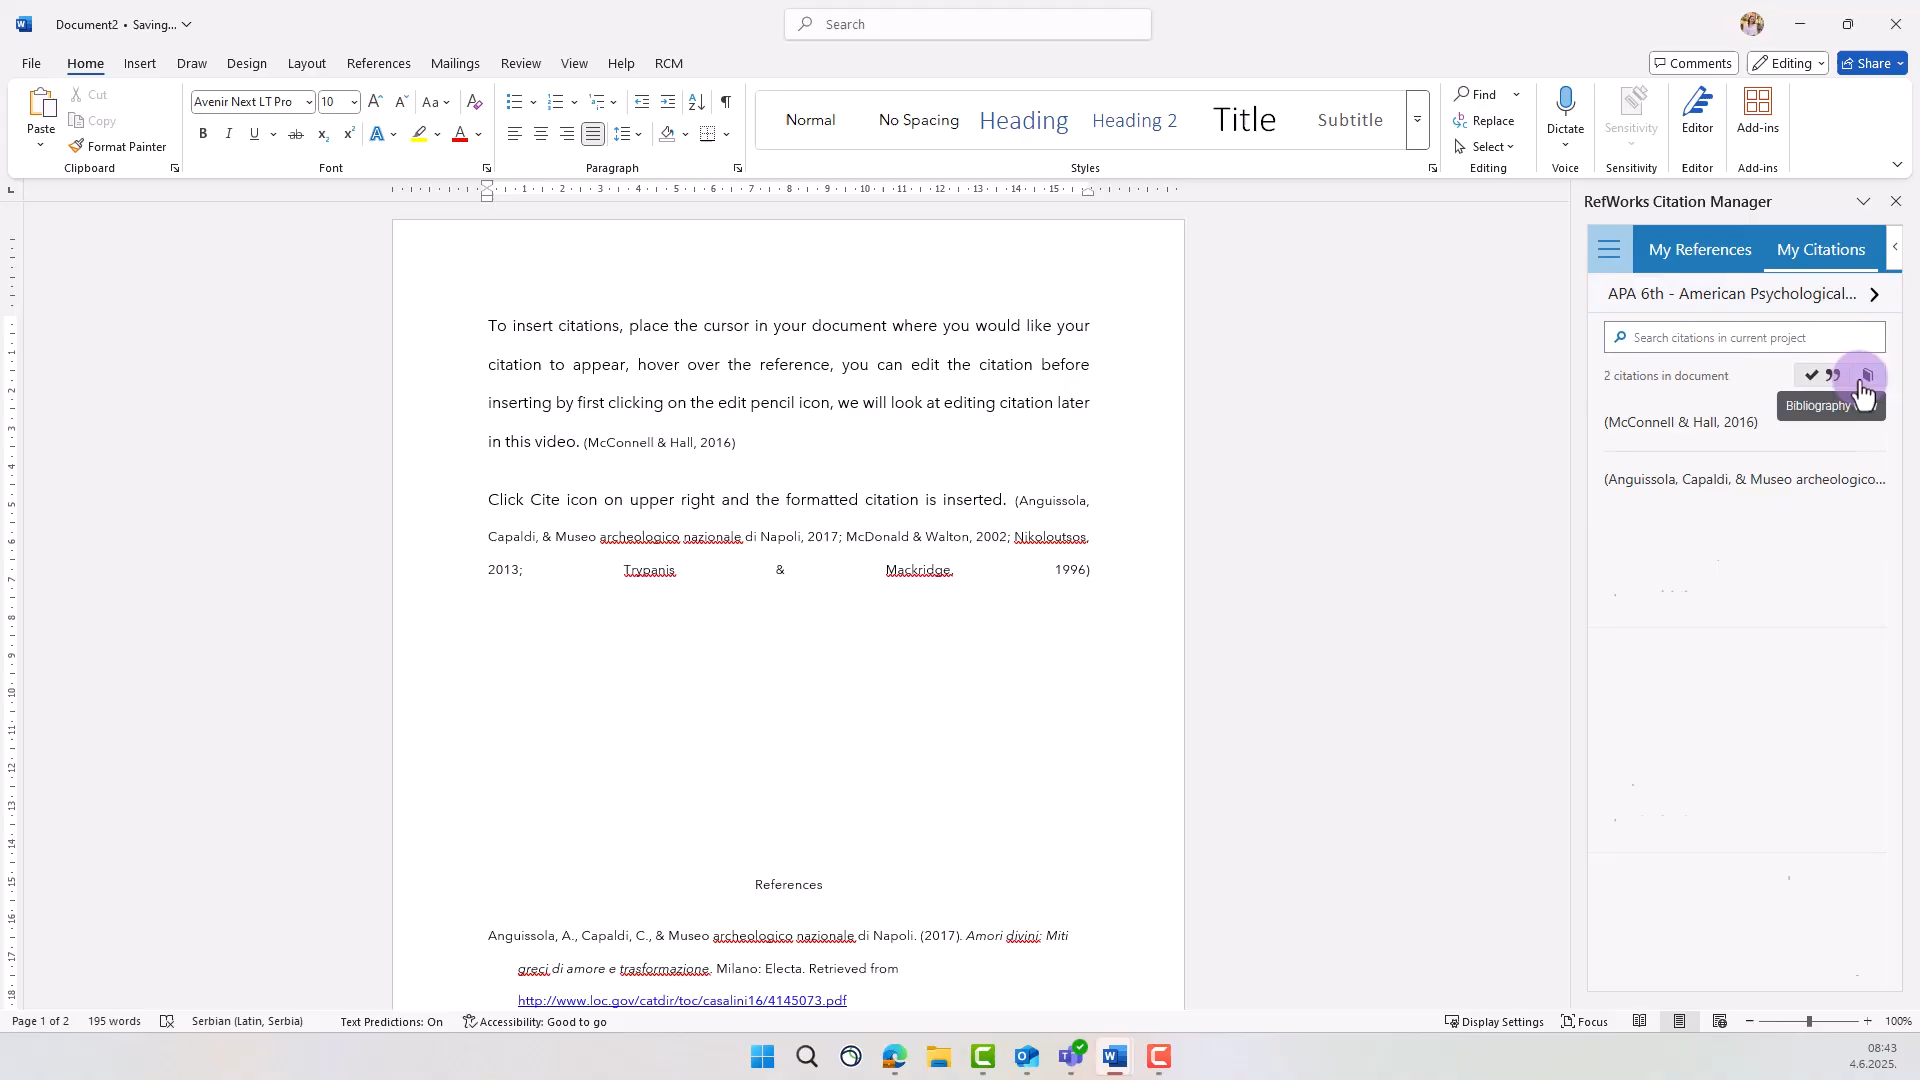 Document2 • Saving...
Search
File Home Insert Draw Design Layout References Mailings Review View Help RCM
Comments Editing Share
Paste
Cut
Copy
Format Painter
Clipboard
Avenir Next LT Pro 10
Font
Paragraph
Normal No Spacing Heading Heading 2 Title Subtitle
Styles
Find
Replace
Select
Editing
Dictate
Voice
Sensitivity
Sensitivity
Editor
Editor
Add-ins
Add-ins
RefWorks Citation Manager
My References My Citations
APA 6th - American Psychological...
Search citations in current project
2 citations in document
Bibliography
(McConnell & Hall, 2016)
(Anguissola, Capaldi, & Museo archeologico...
To insert citations, place the cursor in your document where you would like your
citation to appear, hover over the reference, you can edit the citation before
inserting by first clicking on the edit pencil icon, we will look at editing citation later
in this video. (McConnell & Hall, 2016)
Click Cite icon on upper right and the formatted citation is inserted. (Anguissola,
Capaldi, & Museo archeologico nazionale di Napoli, 2017; McDonald & Walton, 2002; Nikoloutsos,
2013; Trypanis & Mackridge, 1996)
References
Anguissola, A., Capaldi, C., & Museo archeologico nazionale di Napoli. (2017). Amori divini: Miti
greci di amore e trasformazione. Milano: Electa. Retrieved from
http://www.loc.gov/catdir/toc/casalini16/4145073.pdf
Page 1 of 2 195 words Serbian (Latin, Serbia) Text Predictions: On Accessibility: Good to go
Display Settings Focus 100%
08:43
4.6.2025.